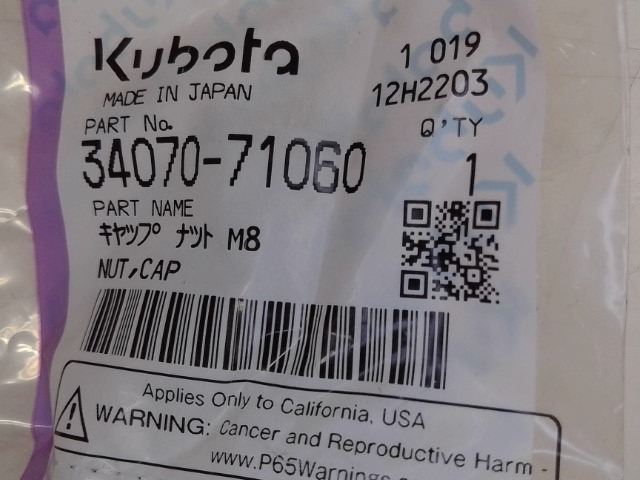 Kubota
1 019
MADE IN JAPAN
12H2203
PART No.
Q'TY
34070-71060
1
PART NAME
キャップ ナット M8
NUT,CAP
Applies Only to California, USA
WARNING: Cancer and Reproductive Harm -
www.P65Warnings